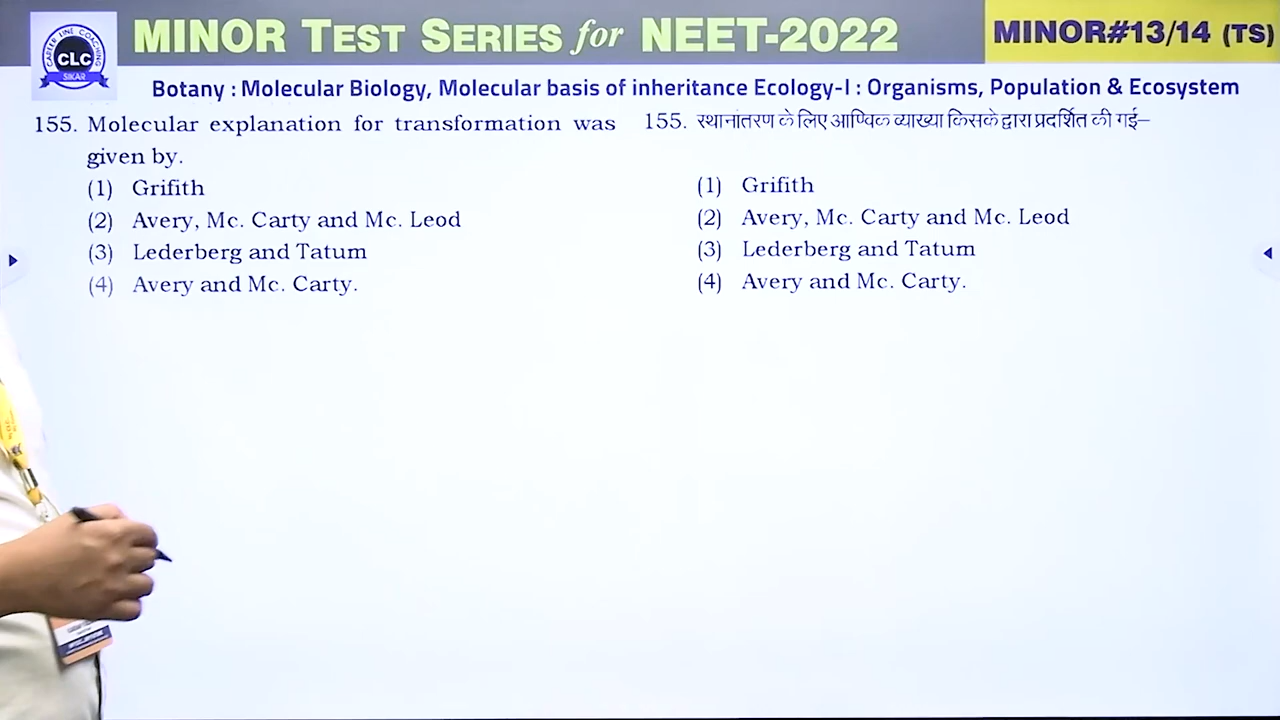 CAREER LINE COACHING
CLC
SIKAR
MINOR TEST SERIES for NEET-2022
MINOR#13/14 (TS)
Botany : Molecular Biology, Molecular basis of inheritance Ecology-I : Organisms, Population & Ecosystem
155. Molecular explanation for transformation was
given by.
(1) Grifith
(2) Avery, Mc. Carty and Mc. Leod
(3) Lederberg and Tatum
(4) Avery and Mc. Carty.
155. स्थानांतरण के लिए आण्विक व्याख्या किसके द्वारा प्रदर्शित की गई–
(1) Grifith
(2) Avery, Mc. Carty and Mc. Leod
(3) Lederberg and Tatum
(4) Avery and Mc. Carty.